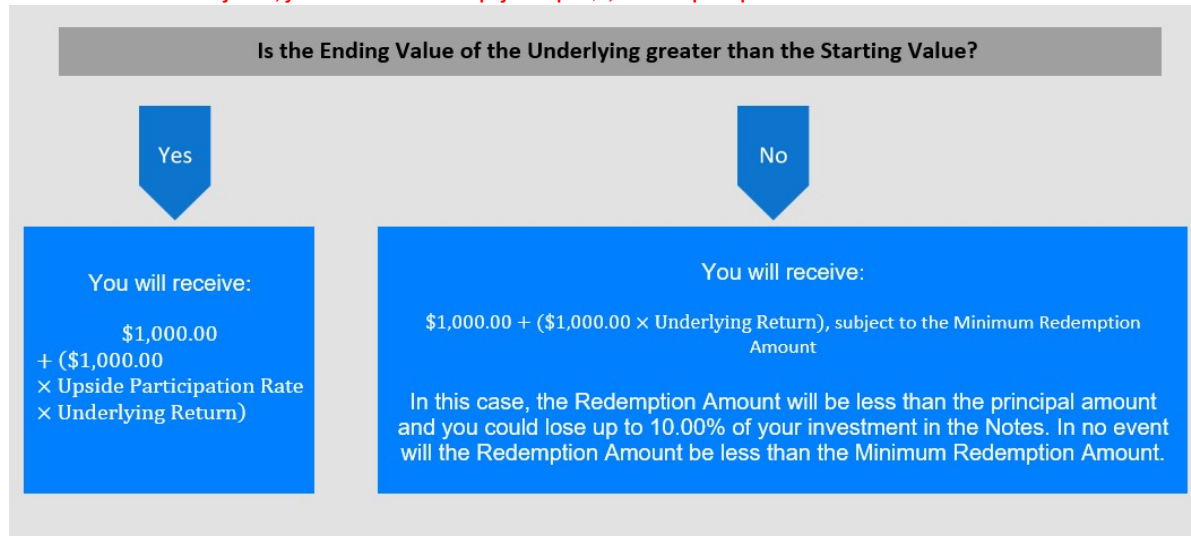 Is the Ending Value of the Underlying greater than the Starting Value?
Yes
No
You will receive:
$1,000.00
+ ($1,000.00
× Upside Participation Rate
× Underlying Return)
You will receive:
$1,000.00 + ($1,000.00 × Underlying Return), subject to the Minimum Redemption
Amount
In this case, the Redemption Amount will be less than the principal amount
and you could lose up to 10.00% of your investment in the Notes. In no event
will the Redemption Amount be less than the Minimum Redemption Amount.